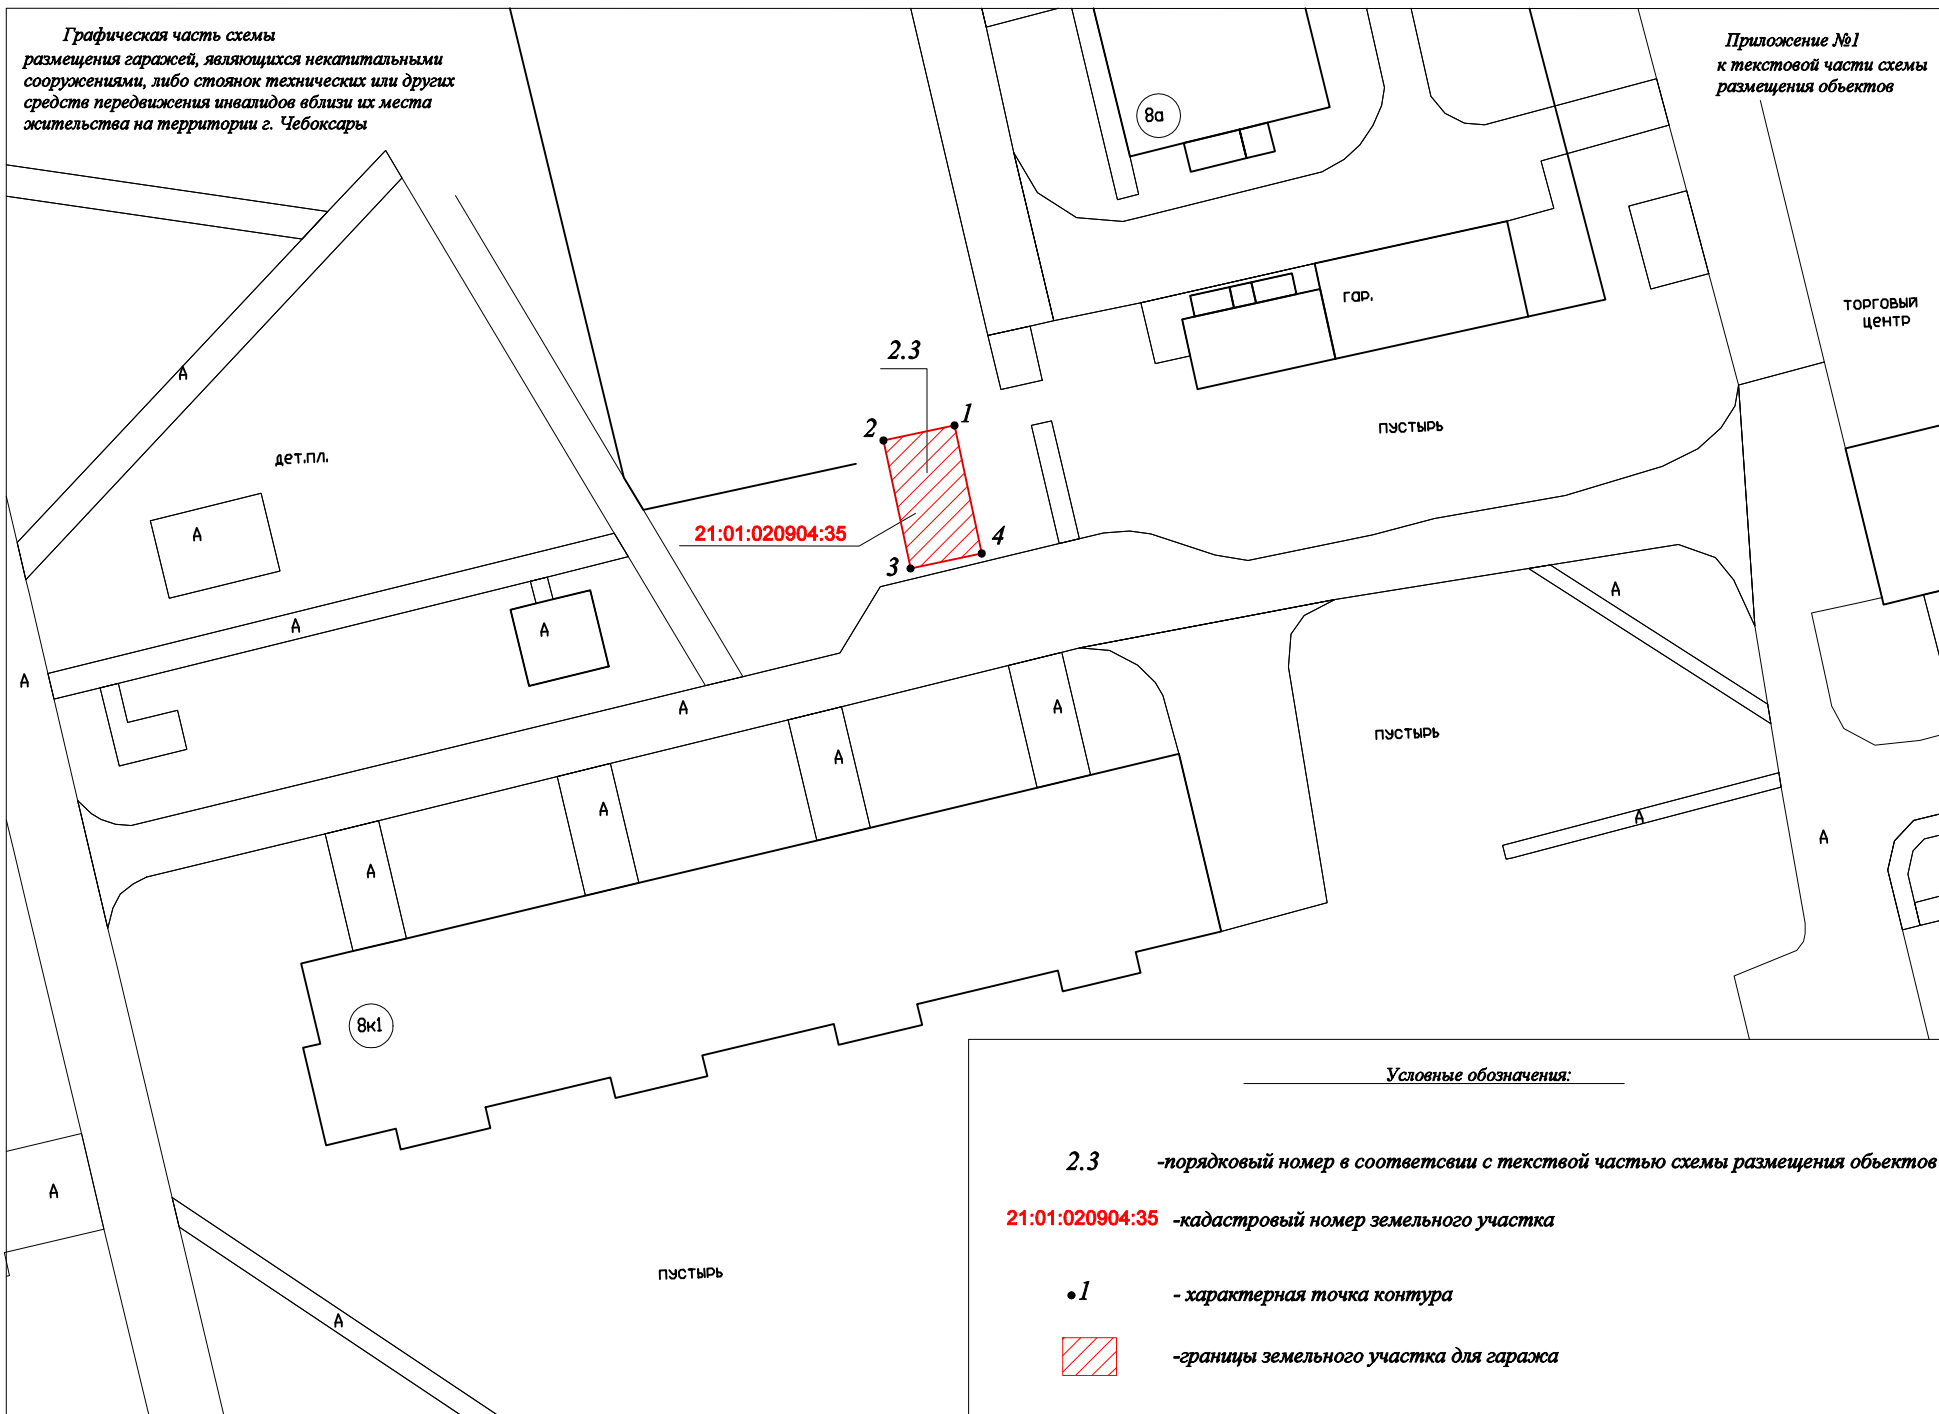 Графическая часть схемы
размещения гаражей, являющихся некапитальными
сооружениями, либо стоянок технических или других
средств передвижения инвалидов вблизи их места
жительства на территории г. Чебоксары
Приложение №1
к текстовой части схемы
размещения объектов
8а
гар.
ТОРГОВЫЙ
ЦЕНТР
2.3
1
2
А
ПУСТЫРЬ
дет.пл.
А
21:01:020904:35
4
3
А
А
А
А
А
А
ПУСТЫРЬ
А
А
А
А
А
8к1
Условные обозначения:
2.3 -порядковый номер в соответсвии с текствой частью схемы размещения объектов
А
21:01:020904:35 -кадастровый номер земельного участка
ПУСТЫРЬ
1 - характерная точка контура
А
-границы земельного участка для гаража